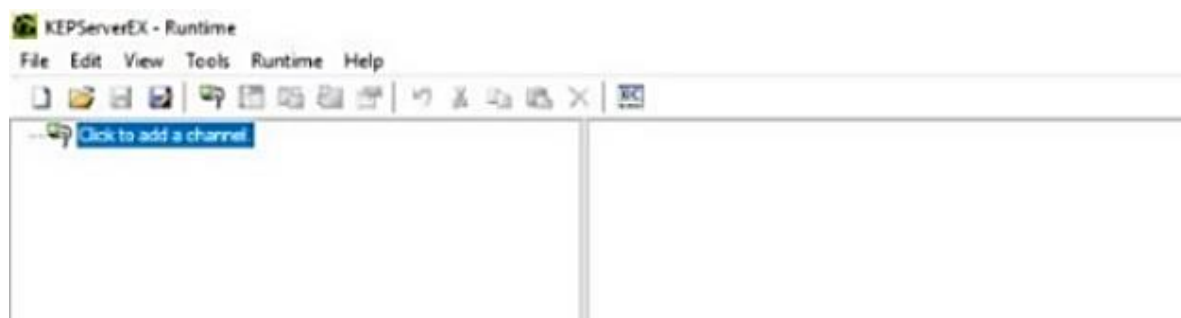 KEPServerEX - Runtime
File Edit View Tools Runtime Help
Click to add a channel.